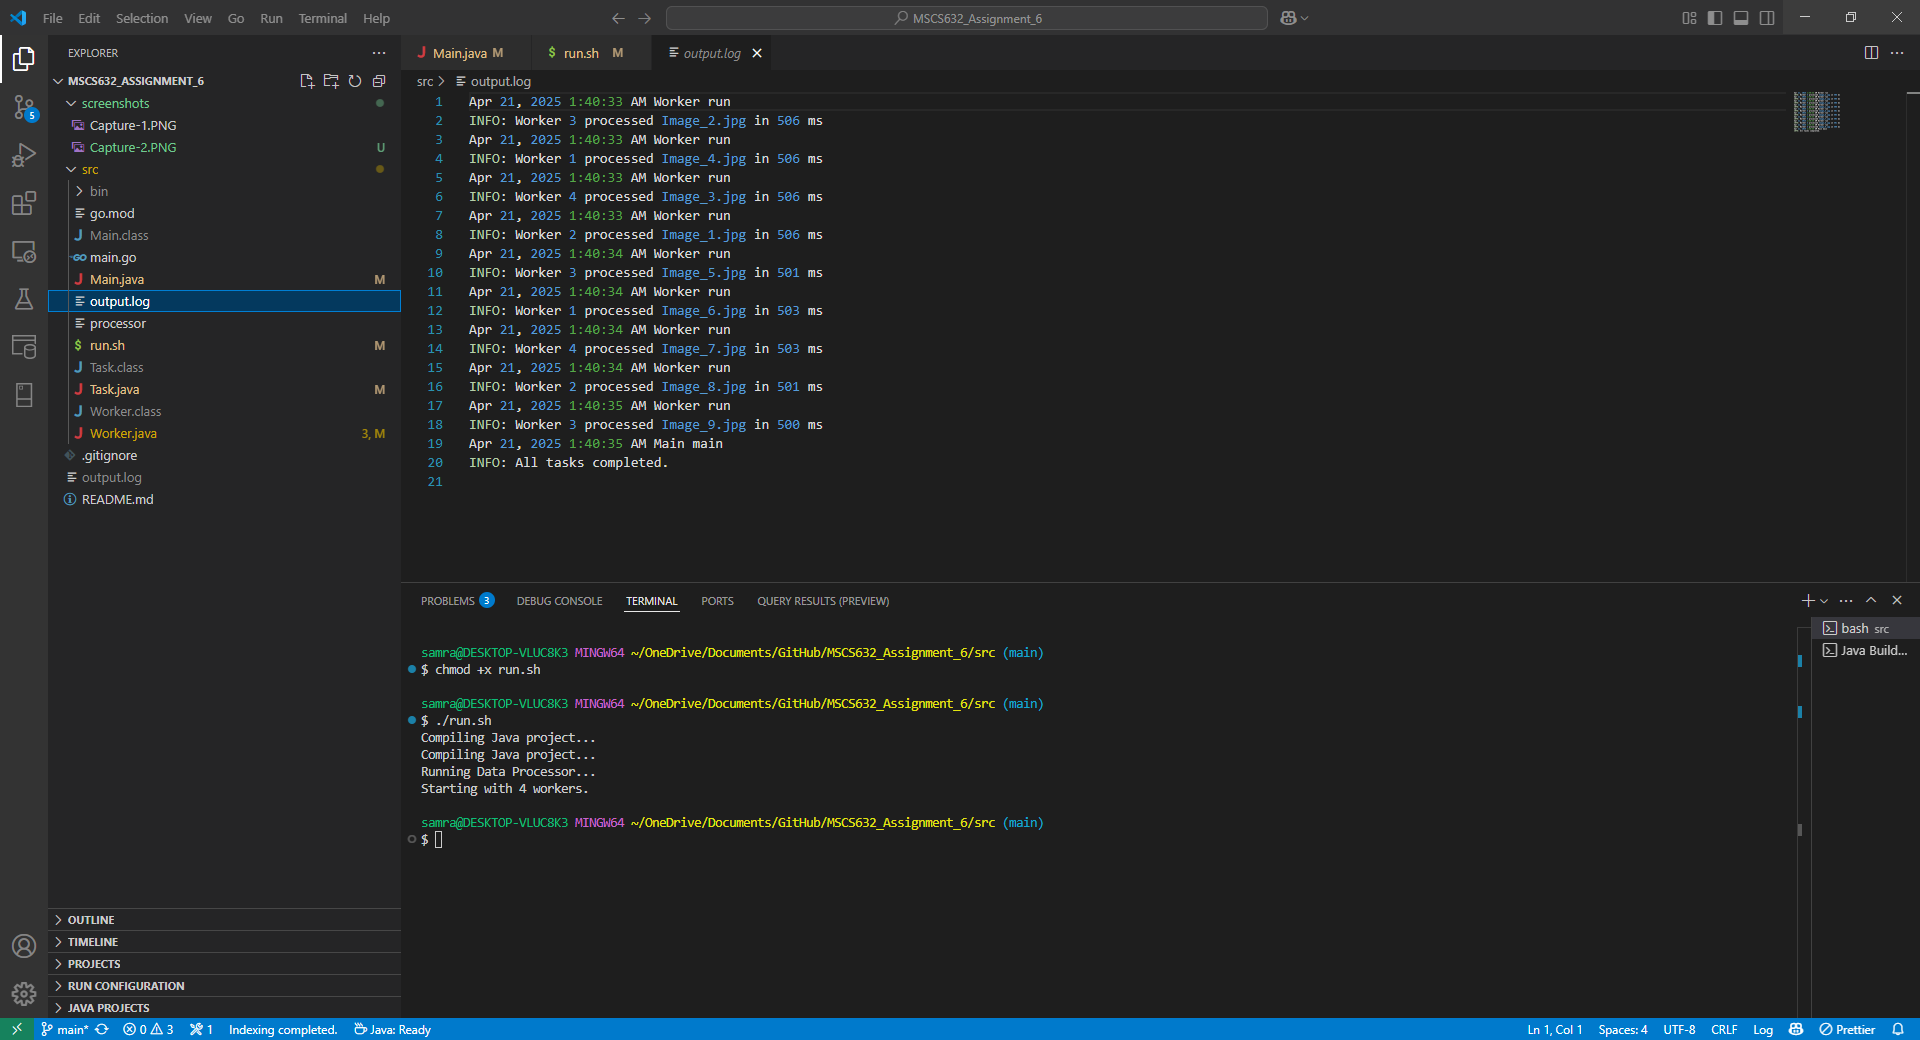 File Edit Selection View Go Run Terminal Help
MSCS632_Assignment_6
EXPLORER
MSCS632_ASSIGNMENT_6
screenshots
Capture-1.PNG
Capture-2.PNG U
src
bin
go.mod
Main.class
main.go
Main.java M
output.log
processor
run.sh M
Task.class
Task.java M
Worker.class
Worker.java 3, M
.gitignore
output.log
README.md
OUTLINE
TIMELINE
PROJECTS
RUN CONFIGURATION
JAVA PROJECTS
5
Main.java M run.sh M output.log
src > output.log
1 Apr 21, 2025 1:40:33 AM Worker run
2 INFO: Worker 3 processed Image_2.jpg in 506 ms
3 Apr 21, 2025 1:40:33 AM Worker run
4 INFO: Worker 1 processed Image_4.jpg in 506 ms
5 Apr 21, 2025 1:40:33 AM Worker run
6 INFO: Worker 4 processed Image_3.jpg in 506 ms
7 Apr 21, 2025 1:40:33 AM Worker run
8 INFO: Worker 2 processed Image_1.jpg in 506 ms
9 Apr 21, 2025 1:40:34 AM Worker run
10 INFO: Worker 3 processed Image_5.jpg in 501 ms
11 Apr 21, 2025 1:40:34 AM Worker run
12 INFO: Worker 1 processed Image_6.jpg in 503 ms
13 Apr 21, 2025 1:40:34 AM Worker run
14 INFO: Worker 4 processed Image_7.jpg in 503 ms
15 Apr 21, 2025 1:40:34 AM Worker run
16 INFO: Worker 2 processed Image_8.jpg in 501 ms
17 Apr 21, 2025 1:40:35 AM Worker run
18 INFO: Worker 3 processed Image_9.jpg in 500 ms
19 Apr 21, 2025 1:40:35 AM Main main
20 INFO: All tasks completed.
21
PROBLEMS 3 DEBUG CONSOLE TERMINAL PORTS QUERY RESULTS (PREVIEW)
samra@DESKTOP-VLUC8K3 MINGW64 ~/OneDrive/Documents/GitHub/MSCS632_Assignment_6/src (main)
$ chmod +x run.sh
samra@DESKTOP-VLUC8K3 MINGW64 ~/OneDrive/Documents/GitHub/MSCS632_Assignment_6/src (main)
$ ./run.sh
Compiling Java project...
Compiling Java project...
Running Data Processor...
Starting with 4 workers.
samra@DESKTOP-VLUC8K3 MINGW64 ~/OneDrive/Documents/GitHub/MSCS632_Assignment_6/src (main)
$
bash src
Java Build...
main* 0 3 1 Indexing completed. Java: Ready
Ln 1, Col 1 Spaces: 4 UTF-8 CRLF Log Prettier